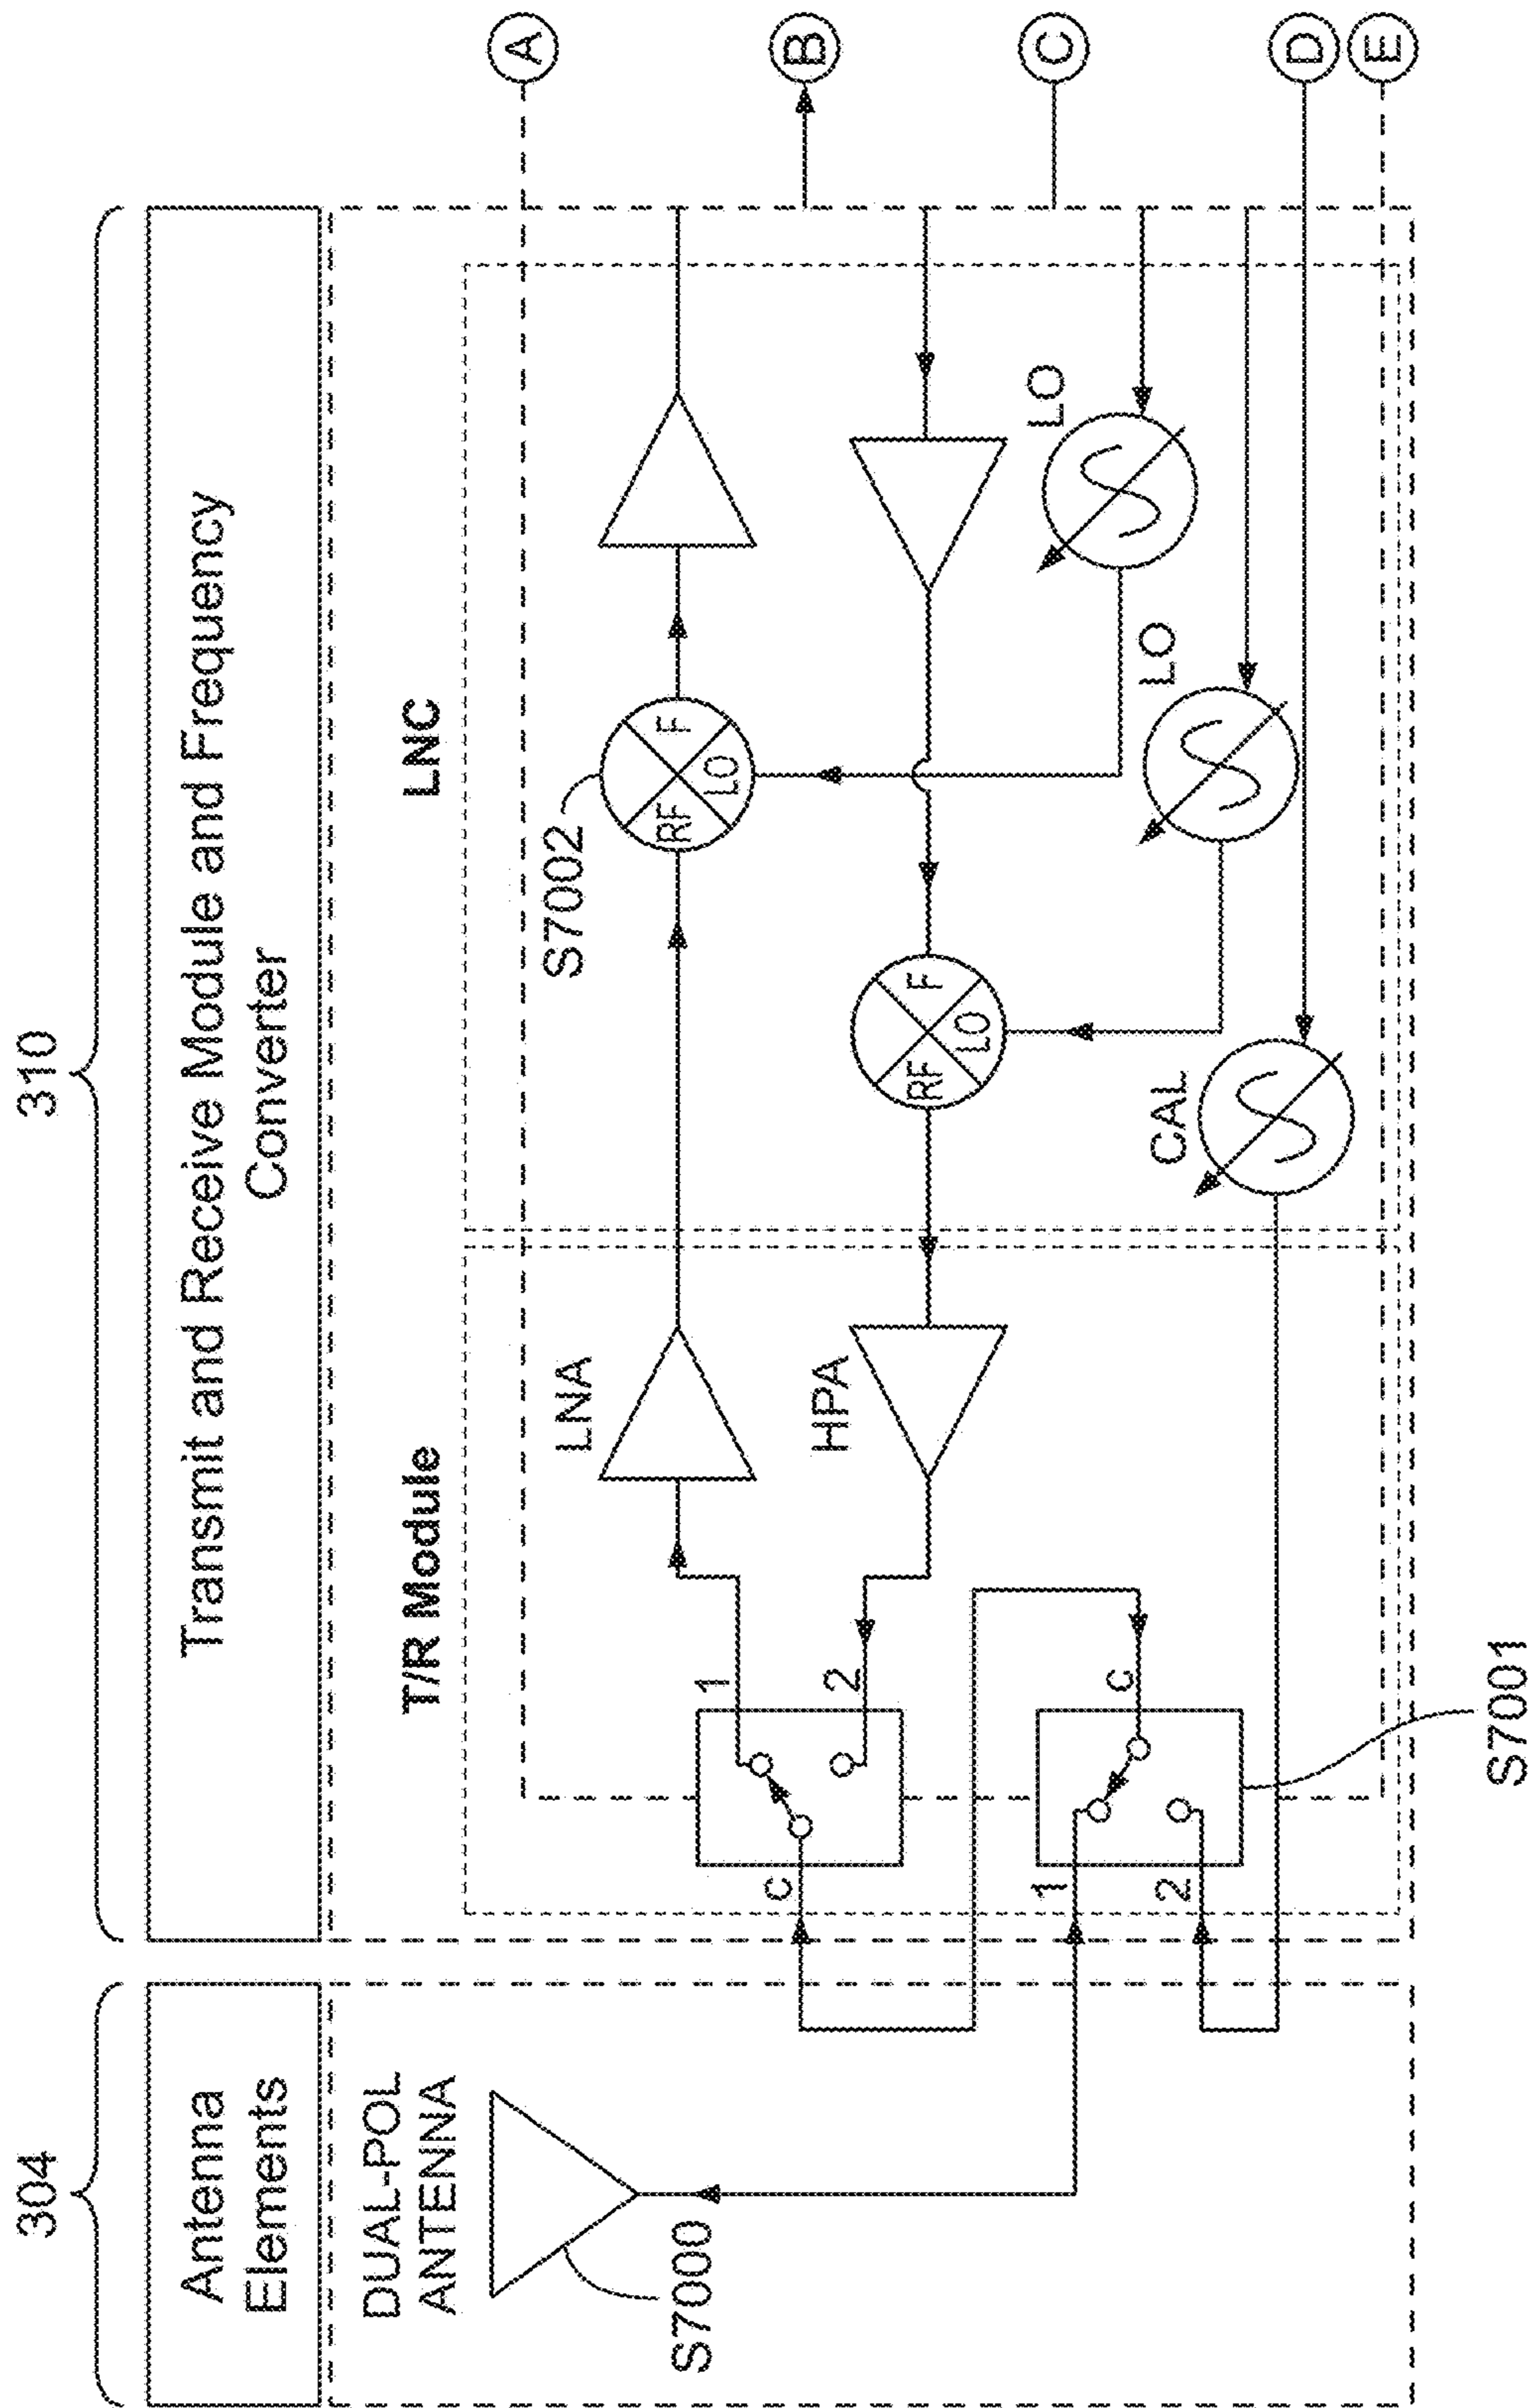 304
310
Antenna
Elements
Transmit and Receive Module and Frequency
Converter
DUAL-POL
ANTENNA
S7000
T/R Module
LNC
LNA
S7002
RF
F
LO
HPA
RF
F
LO
c
1
2
1
2
c
S7001
CAL
LO
LO
A
B
C
D
E